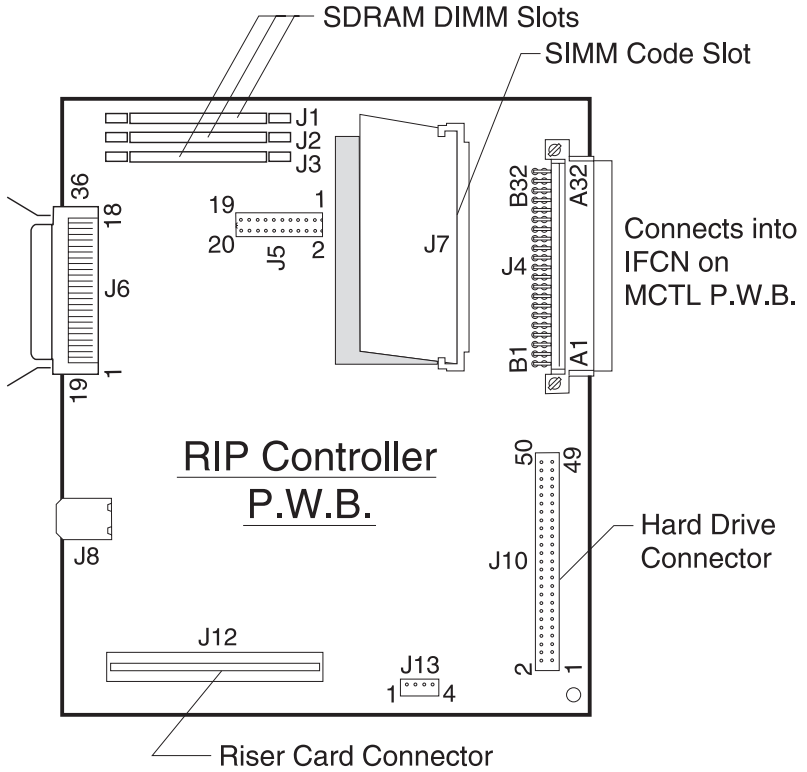 SDRAM DIMM Slots
SIMM Code Slot
J1
J2
J3
36
18
J6
1
19
19
1
20
J5
2
J7
B32
A32
J4
B1
A1
Connects into
IFCN on
MCTL P.W.B.
RIP Controller
P.W.B.
50
49
J10
2
1
Hard Drive
Connector
J8
J12
J13
1
4
Riser Card Connector